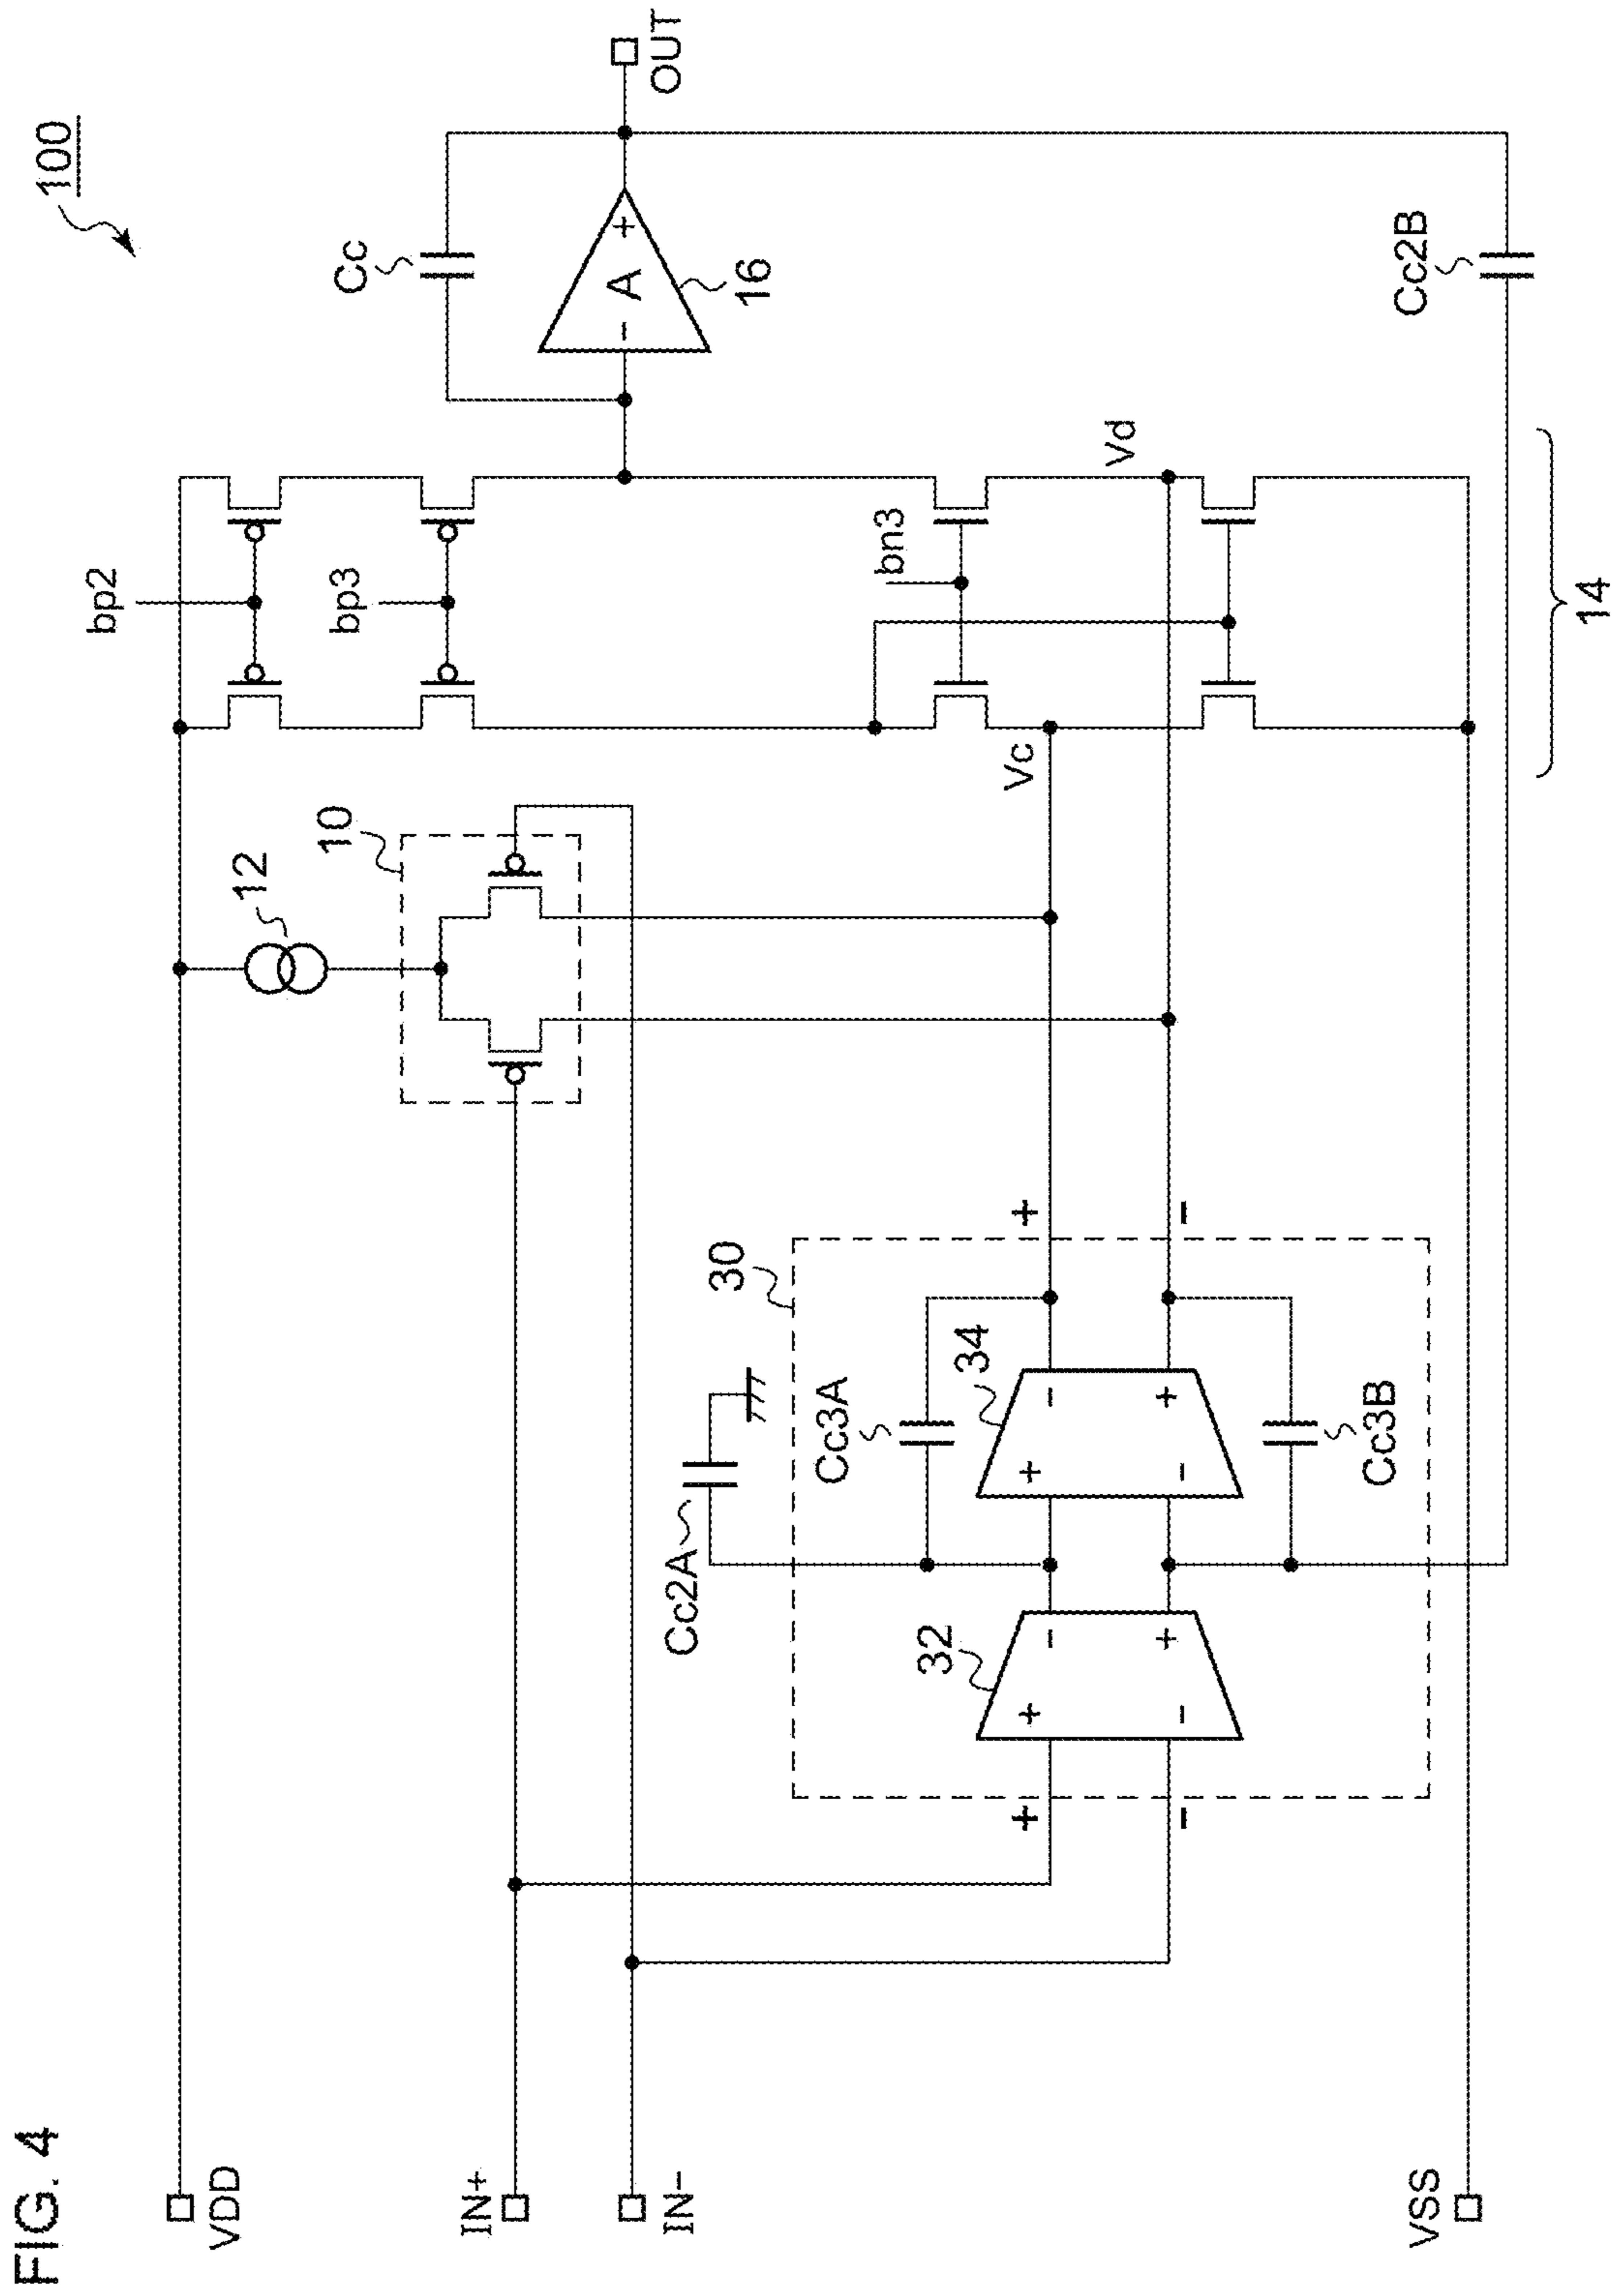 FIG. 4
100
VDD
IN+
IN−
VSS
OUT
12
10
bp2
bp3
bn3
Vc
Vd
14
Cc
A
− +
16
Cc2B
30
Cc2A
Cc3A
Cc3B
32
34
+ − + −
− + − +
+ +
− −